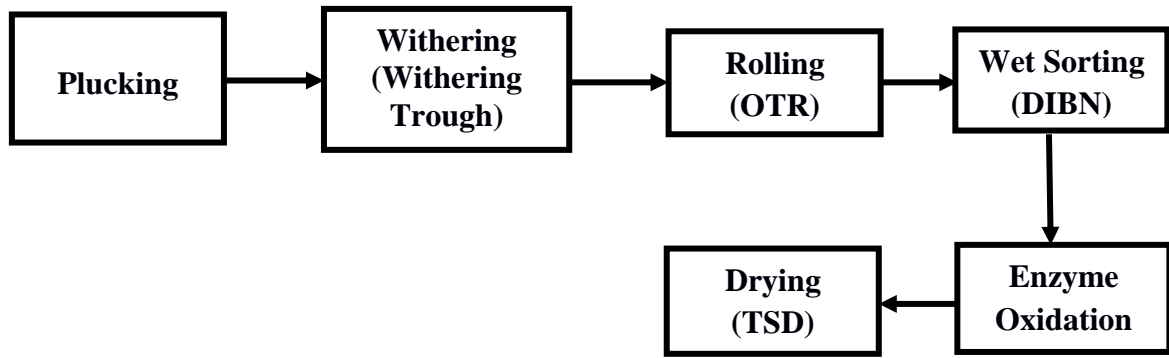 Plucking
Withering
(Withering
Trough)
Rolling
(OTR)
Wet Sorting
(DIBN)
Enzyme
Oxidation
Drying
(TSD)